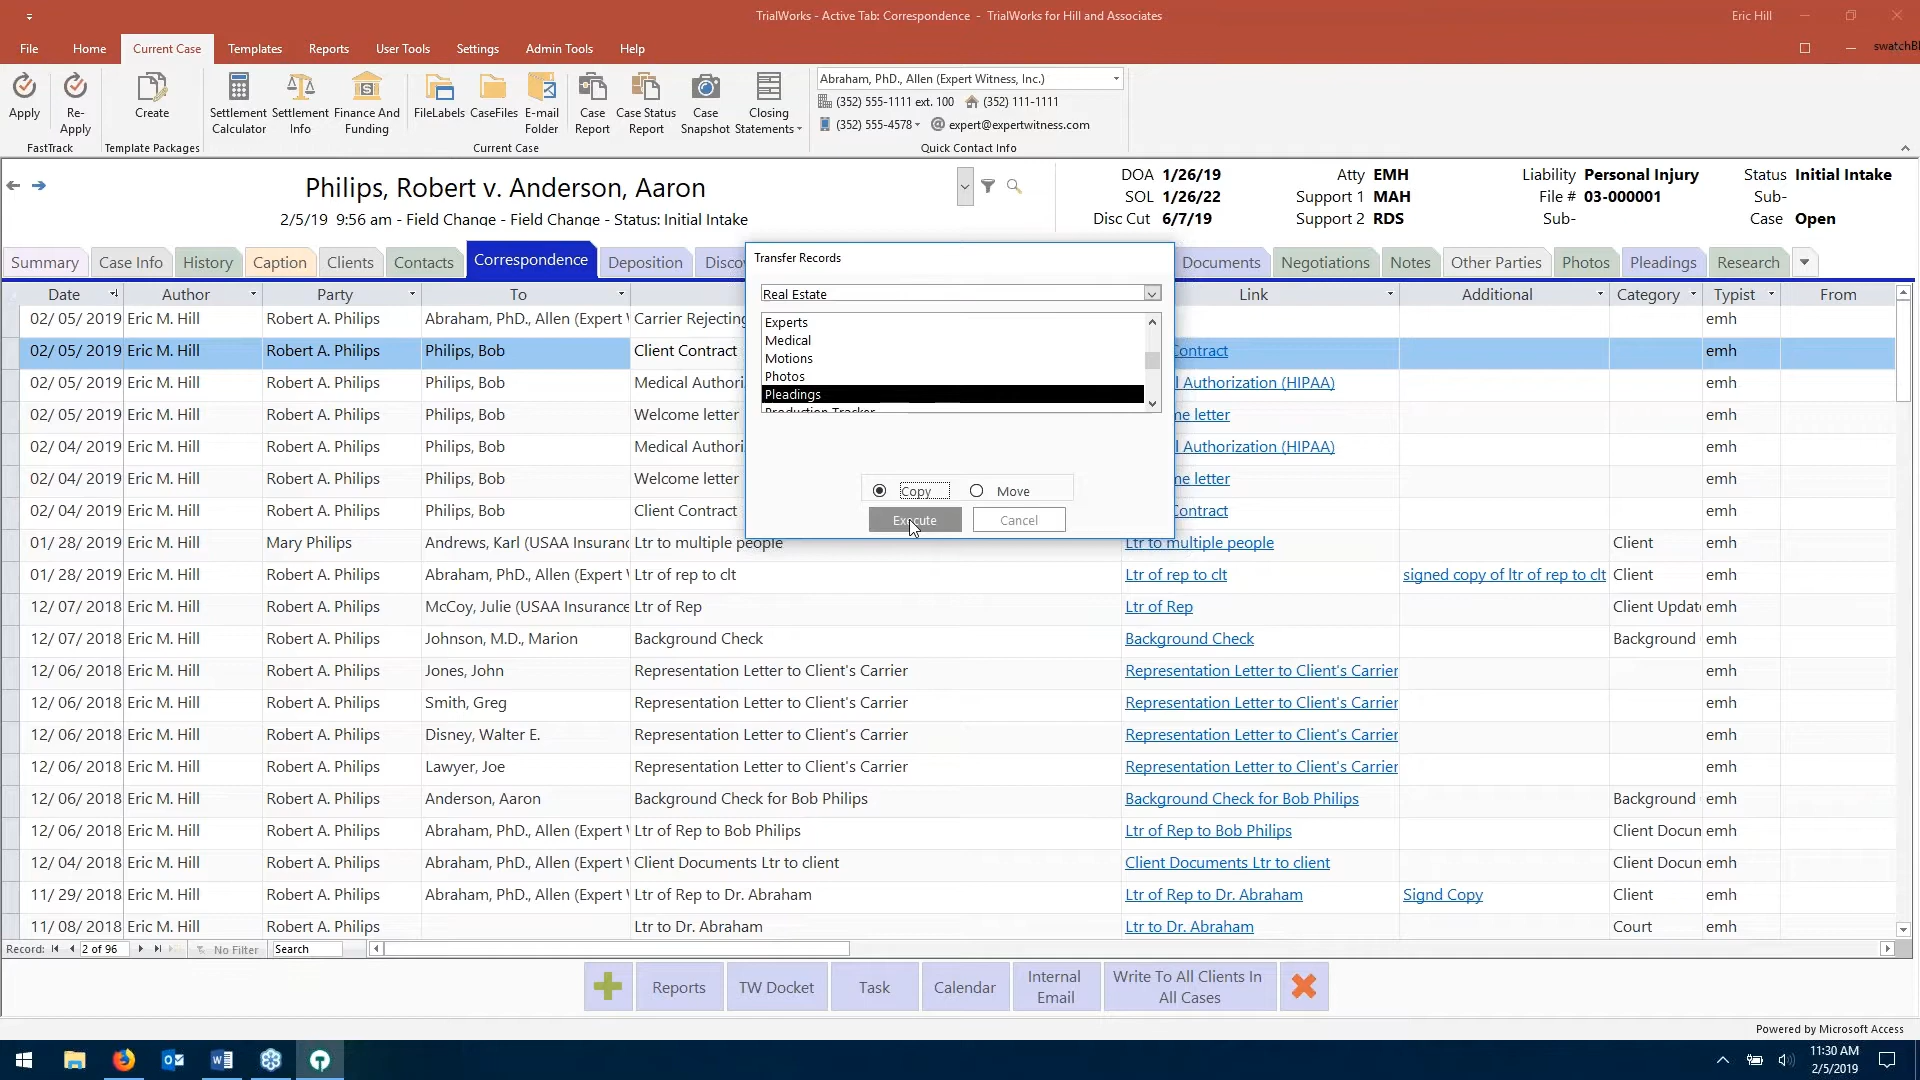 TrialWorks - Active Tab: Correspondence - TrialWorks for Hill and Associates
Eric Hill
File Home Current Case Templates Reports User Tools Settings Admin Tools Help
swatchB
Apply
Re-Apply
FastTrack
Create
Template Packages
Settlement Calculator
Settlement Info
Finance And Funding
FileLabels
CaseFiles
E-mail Folder
Case Report
Case Status Report
Case Snapshot
Closing Statements
Current Case
Abraham, PhD., Allen (Expert Witness, Inc.)
(352) 555-1111 ext. 100 (352) 111-1111
(352) 555-4578 expert@expertwitness.com
Quick Contact Info
Philips, Robert v. Anderson, Aaron
2/5/19 9:56 am - Field Change - Field Change - Status: Initial Intake
DOA 1/26/19 Atty EMH Liability Personal Injury Status Initial Intake
SOL 1/26/22 Support 1 MAH File # 03-000001 Sub-
Disc Cut 6/7/19 Support 2 RDS Sub- Case Open
Summary Case Info History Caption Clients Contacts Correspondence Deposition Disco Documents Negotiations Notes Other Parties Photos Pleadings Research
Date Author Party To Link Additional Category Typist From
02/ 05/ 2019 Eric M. Hill Robert A. Philips Abraham, PhD., Allen (Expert Carrier Rejecting emh
02/ 05/ 2019 Eric M. Hill Robert A. Philips Philips, Bob Client Contract Contract emh
02/ 05/ 2019 Eric M. Hill Robert A. Philips Philips, Bob Medical Authori l Authorization (HIPAA) emh
02/ 05/ 2019 Eric M. Hill Robert A. Philips Philips, Bob Welcome letter ne letter emh
02/ 04/ 2019 Eric M. Hill Robert A. Philips Philips, Bob Medical Authori l Authorization (HIPAA) emh
02/ 04/ 2019 Eric M. Hill Robert A. Philips Philips, Bob Welcome letter ne letter emh
02/ 04/ 2019 Eric M. Hill Robert A. Philips Philips, Bob Client Contract Contract emh
01/ 28/ 2019 Eric M. Hill Mary Philips Andrews, Karl (USAA Insuranc Ltr to multiple people Ltr to multiple people Client emh
01/ 28/ 2019 Eric M. Hill Robert A. Philips Abraham, PhD., Allen (Expert Ltr of rep to clt Ltr of rep to clt signed copy of ltr of rep to clt Client emh
12/ 07/ 2018 Eric M. Hill Robert A. Philips McCoy, Julie (USAA Insurance Ltr of Rep Ltr of Rep Client Updat emh
12/ 07/ 2018 Eric M. Hill Robert A. Philips Johnson, M.D., Marion Background Check Background Check Background emh
12/ 06/ 2018 Eric M. Hill Robert A. Philips Jones, John Representation Letter to Client's Carrier Representation Letter to Client's Carrier emh
12/ 06/ 2018 Eric M. Hill Robert A. Philips Smith, Greg Representation Letter to Client's Carrier Representation Letter to Client's Carrier emh
12/ 06/ 2018 Eric M. Hill Robert A. Philips Disney, Walter E. Representation Letter to Client's Carrier Representation Letter to Client's Carrier emh
12/ 06/ 2018 Eric M. Hill Robert A. Philips Lawyer, Joe Representation Letter to Client's Carrier Representation Letter to Client's Carrier emh
12/ 06/ 2018 Eric M. Hill Robert A. Philips Anderson, Aaron Background Check for Bob Philips Background Check for Bob Philips Background emh
12/ 06/ 2018 Eric M. Hill Robert A. Philips Abraham, PhD., Allen (Expert Ltr of Rep to Bob Philips Ltr of Rep to Bob Philips Client Docum emh
12/ 04/ 2018 Eric M. Hill Robert A. Philips Abraham, PhD., Allen (Expert Client Documents Ltr to client Client Documents Ltr to client Client Docum emh
11/ 29/ 2018 Eric M. Hill Robert A. Philips Abraham, PhD., Allen (Expert Ltr of Rep to Dr. Abraham Ltr of Rep to Dr. Abraham Signd Copy Client emh
11/ 08/ 2018 Eric M. Hill Robert A. Philips Ltr to Dr. Abraham Ltr to Dr. Abraham Court emh
Transfer Records
Real Estate
Experts
Medical
Motions
Photos
Pleadings
Production Tracker
Copy Move
Execute Cancel
Record: 2 of 96 No Filter Search
Reports TW Docket Task Calendar Internal Email Write To All Clients In All Cases
Powered by Microsoft Access
11:30 AM
2/5/2019